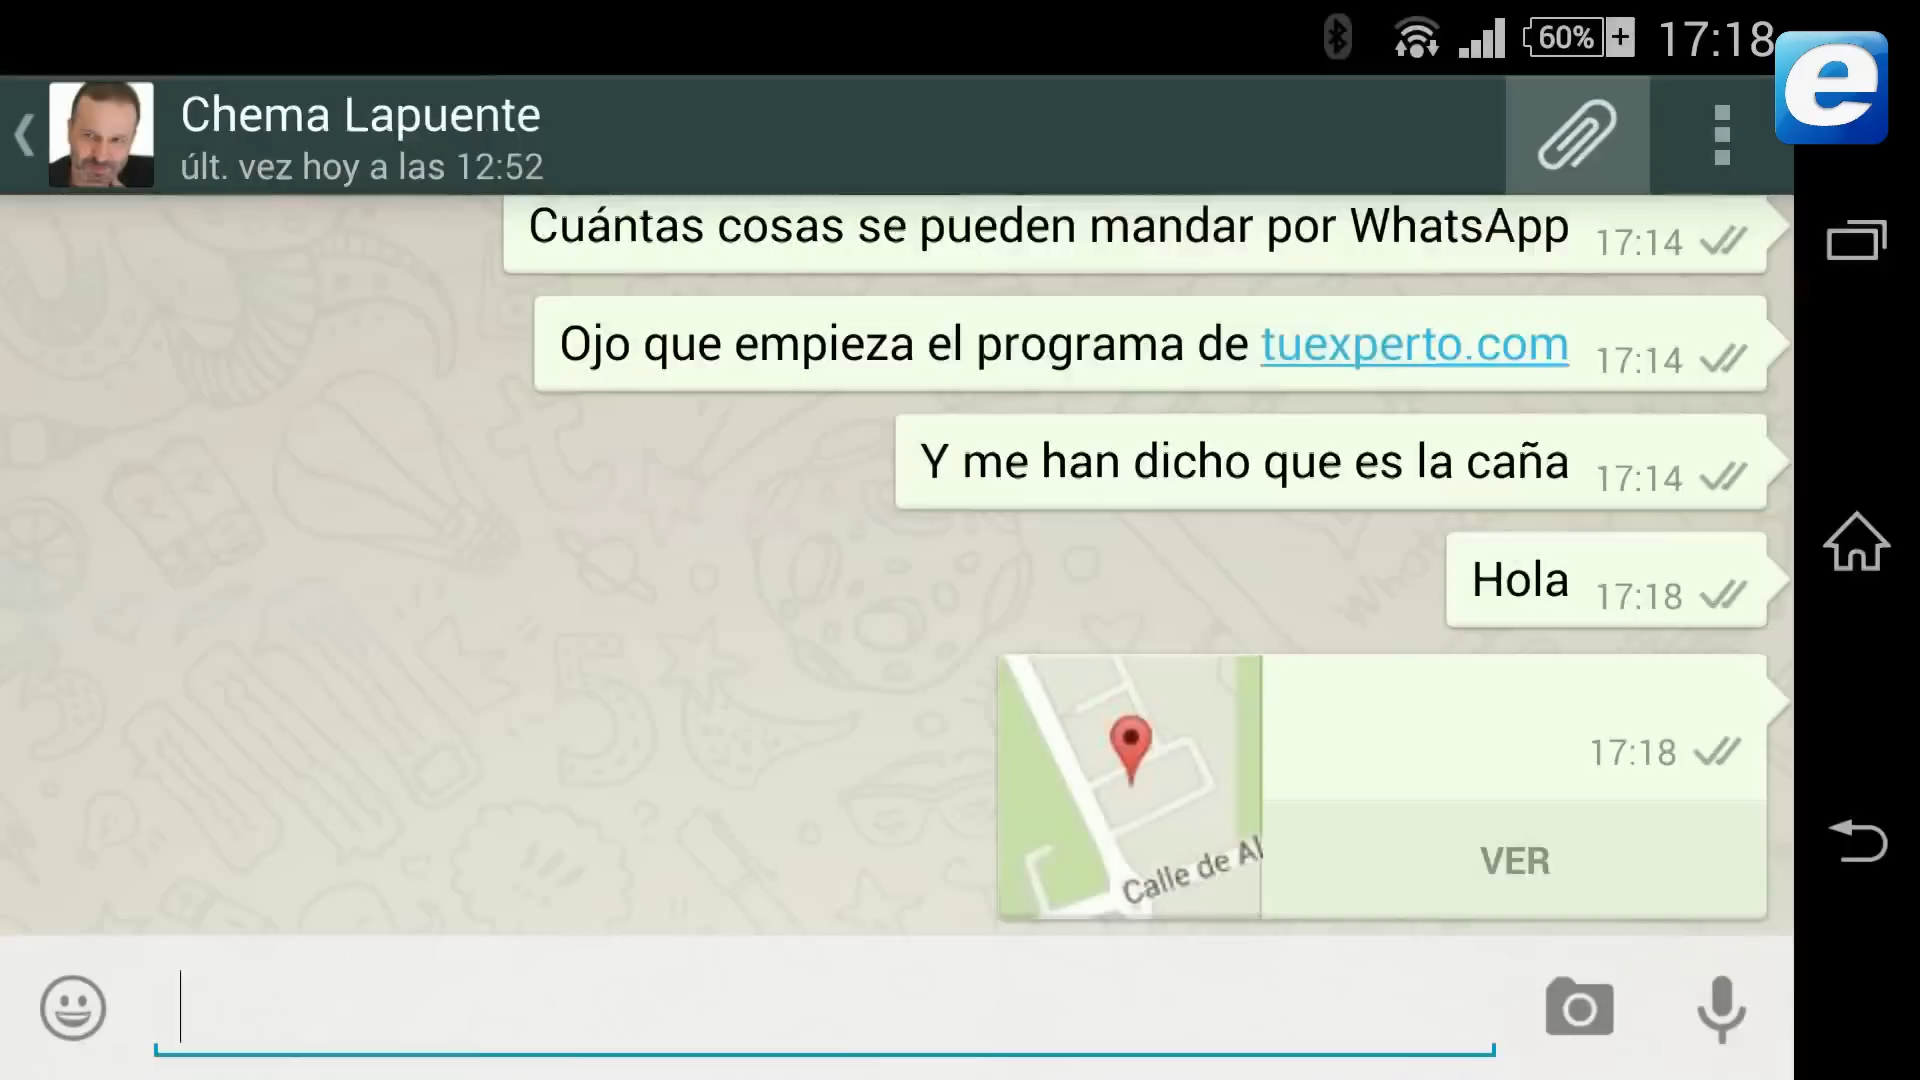 60%
17:18
e
Chema Lapuente
últ. vez hoy a las 12:52
Cuántas cosas se pueden mandar por WhatsApp 17:14
Ojo que empieza el programa de tuexperto.com 17:14
Y me han dicho que es la caña 17:14
Hola 17:18
17:18
Calle de Al
VER